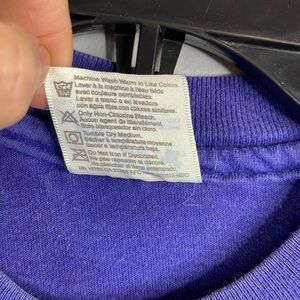 Machine Wash Warm in Like Colors.
Laver à la machine à l'eau tiède
avec couleurs semblables.
Lavar a mano o en lavadora
con agua tibia con colores similares.
Only Non-Chlorine Bleach.
Aucun agent de blanchiment.
Solo blanqueador sin cloro.
Tumble Dry Medium.
Sécher à température moyenne.
Secar a temperatura
Do Not Iron if Decorated.
Ne pas repasser si décoré.
No planchar si tiene estampado.